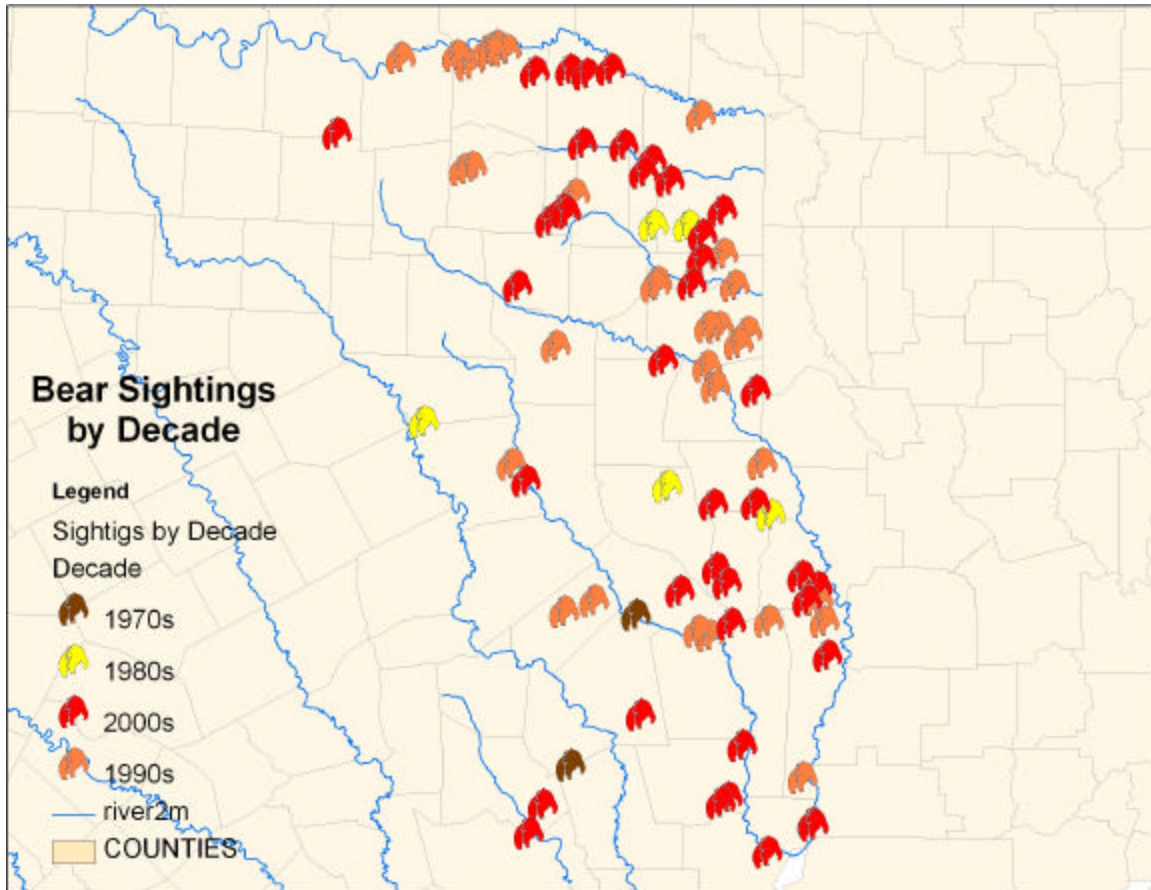 Bear Sightings
by Decade
Legend
Sightigs by Decade
Decade
1970s
1980s
2000s
1990s
river2m
COUNTIES